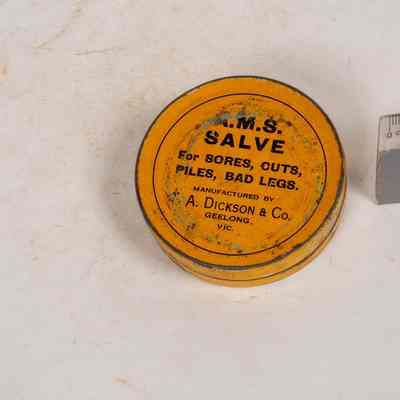 A.M.S.
SALVE
For SORES, CUTS,
PILES, BAD LEGS.
MANUFACTURED BY
A. DICKSON & Co.
GEELONG
VIC.